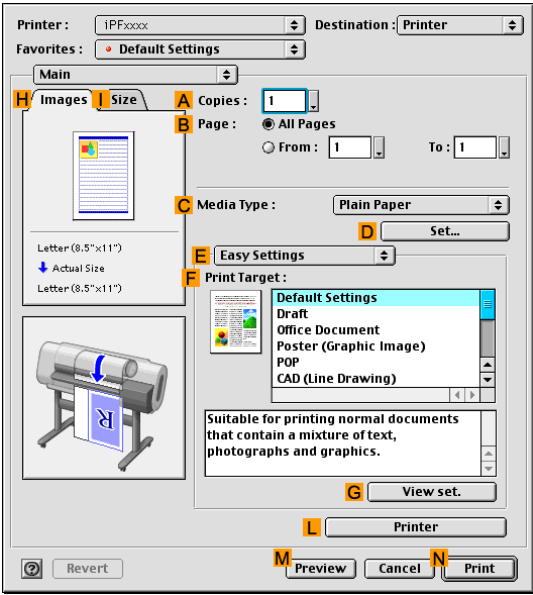 Printer : iPFxxxx Destination : Printer
Favorites : Default Settings
Main
H Images I Size
A Copies : 1
B Page : All Pages
From : 1 To : 1
C Media Type : Plain Paper
D Set...
E Easy Settings
F Print Target :
Default Settings
Draft
Office Document
Poster (Graphic Image)
POP
CAD (Line Drawing)
Letter (8.5"x11")
Actual Size
Letter (8.5"x11")
R
Suitable for printing normal documents
that contain a mixture of text,
photographs and graphics.
G View set.
L Printer
? Revert M Preview Cancel N Print